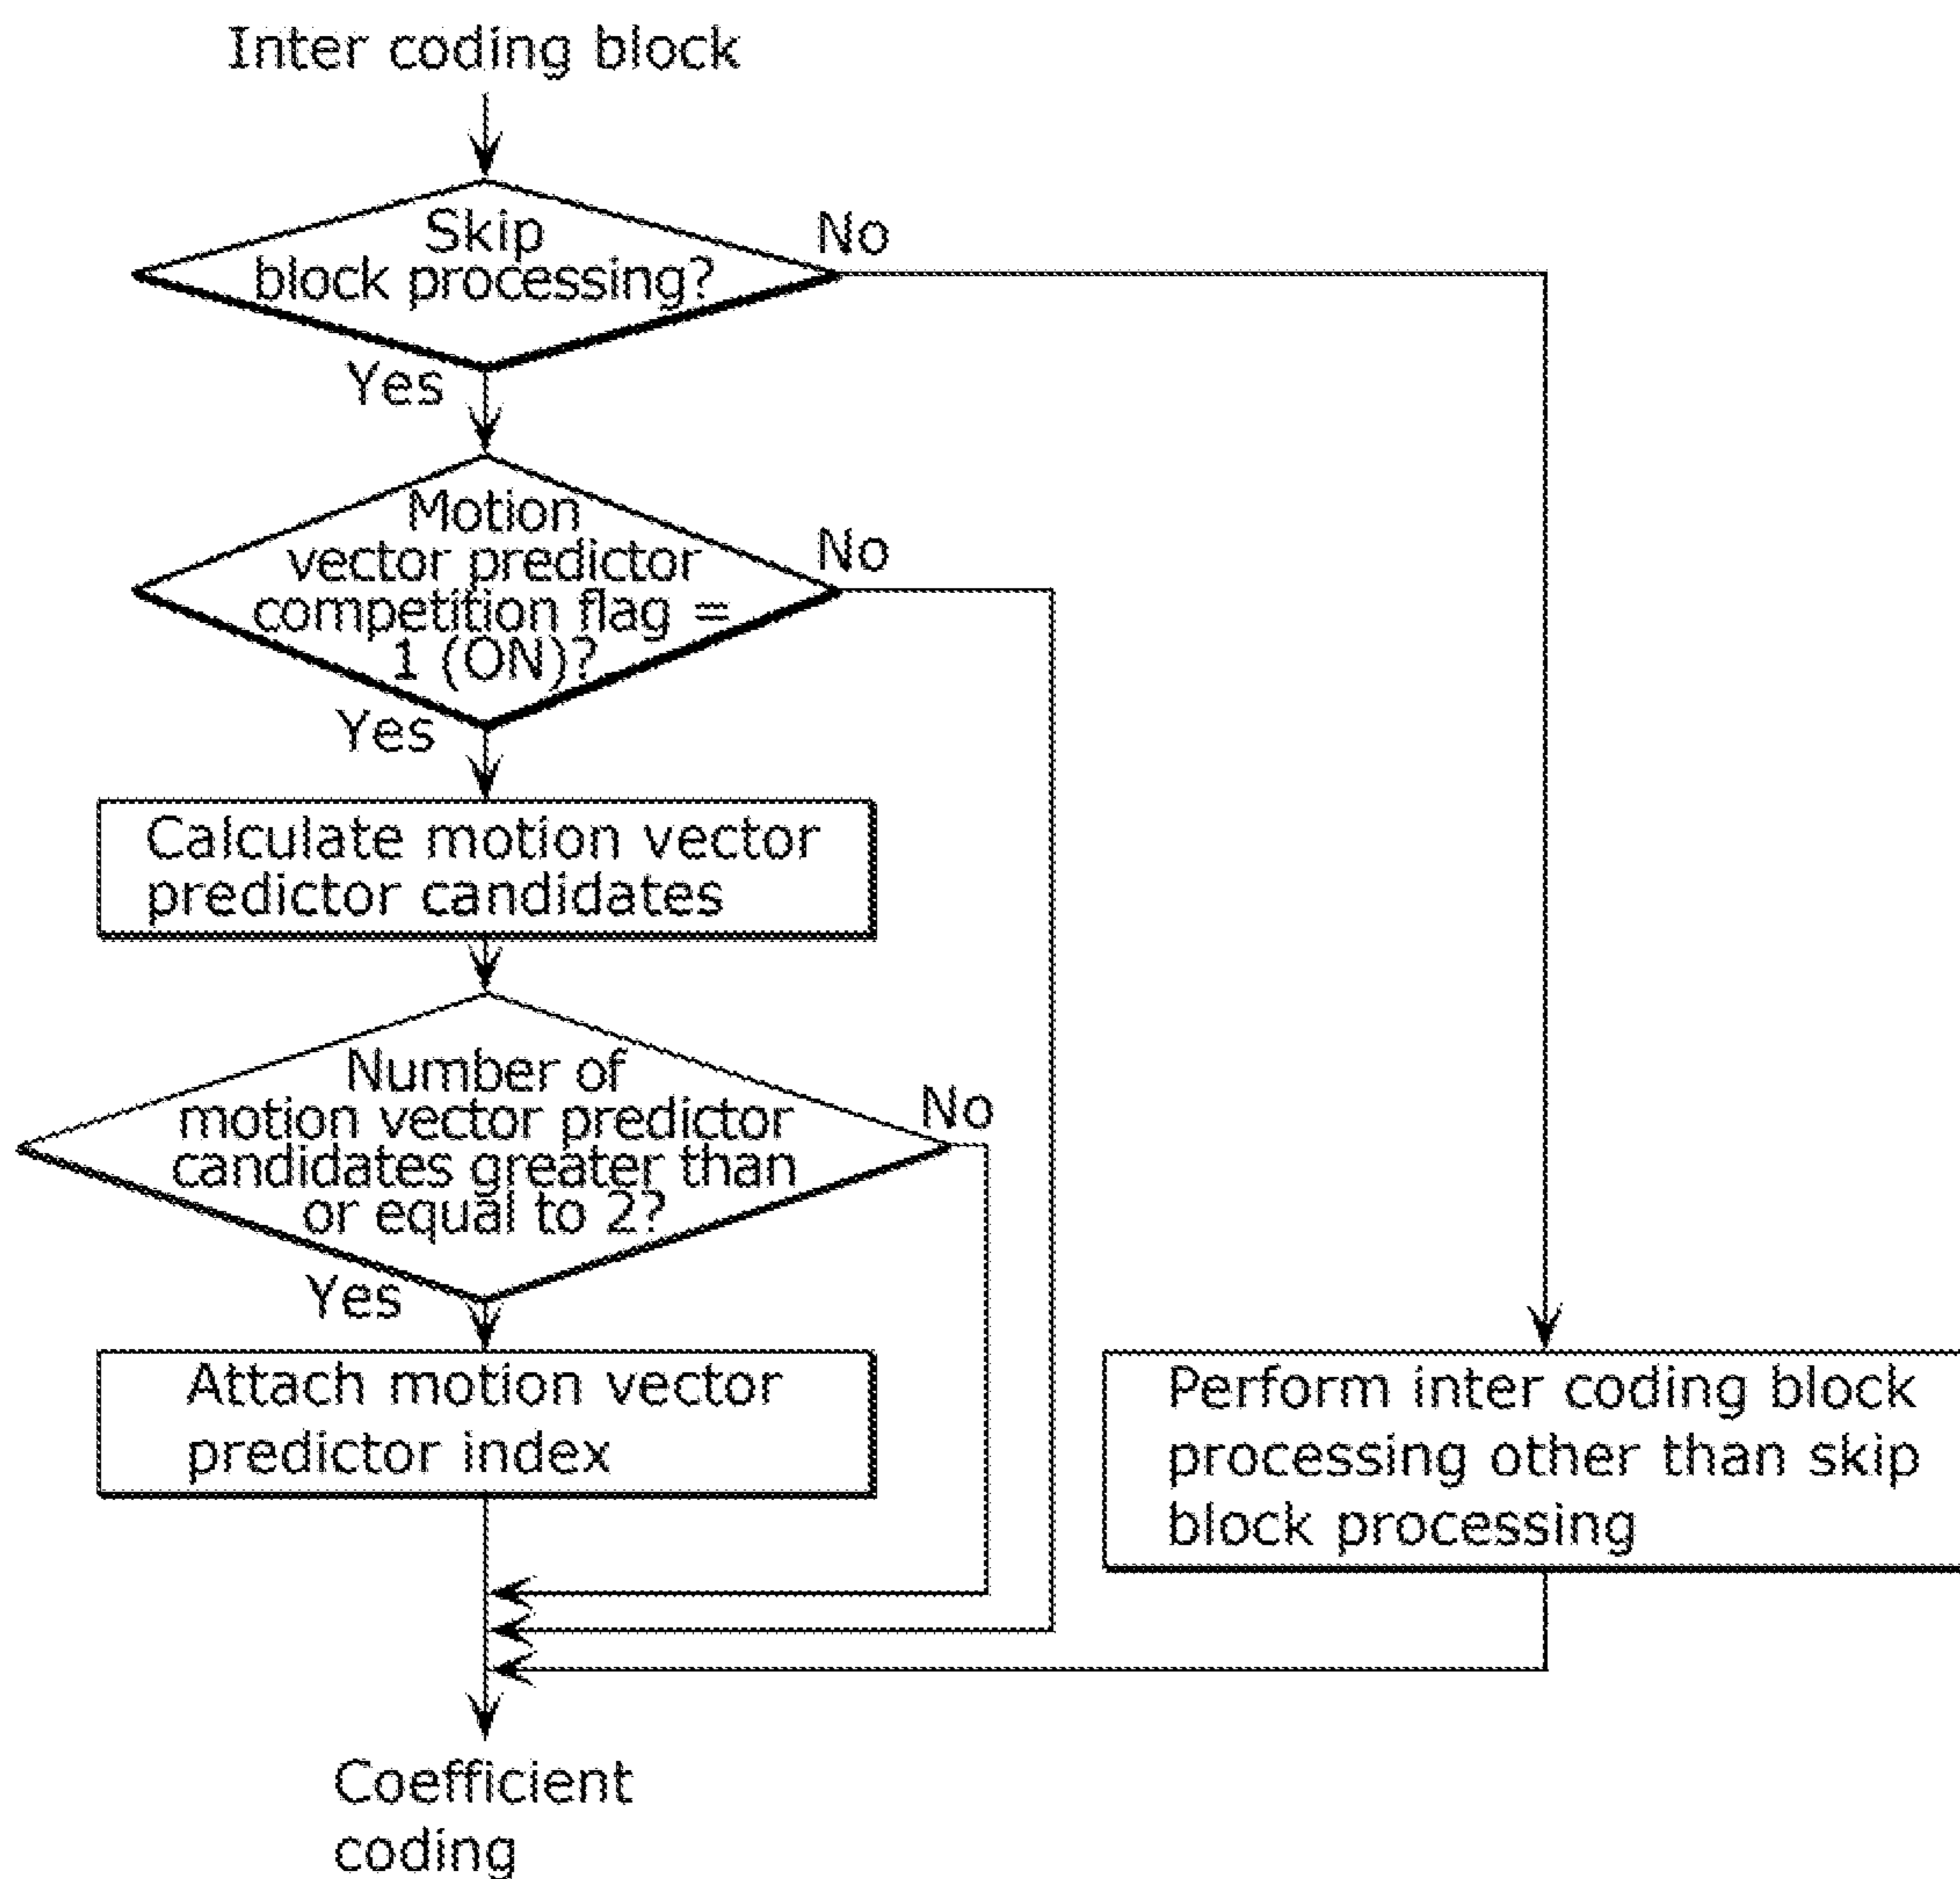 Inter coding block
Skip
block processing?
No
Yes
Motion
vector predictor
competition flag =
1 (ON)?
No
Yes
Calculate motion vector
predictor candidates
Number of
motion vector predictor
candidates greater than
or equal to 2?
No
Yes
Attach motion vector
predictor index
Perform inter coding block
processing other than skip
block processing
Coefficient
coding